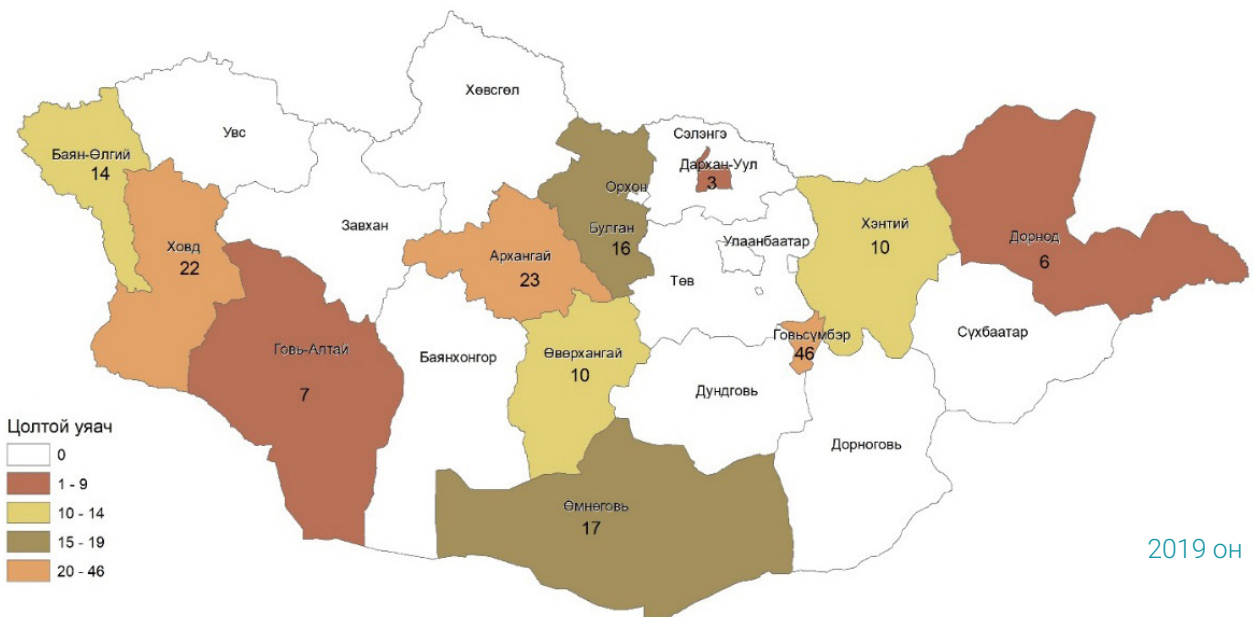 Хөвсгөл
Увс
Баян-Өлгий
14
Сэлэнгэ
Дархан-Уул
3
Орхон
Булган
16
Завхан
Ховд
22
Архангай
23
Улаанбаатар
Төв
Хэнтий
10
Дорнод
6
Говь-Алтай
7
Баянхонгор
Өвөрхангай
10
Говьсүмбэр
46
Сүхбаатар
Дундговь
Дорноговь
Өмнөговь
17
Цолтой уяач
0
1 - 9
10 - 14
15 - 19
20 - 46
2019 он